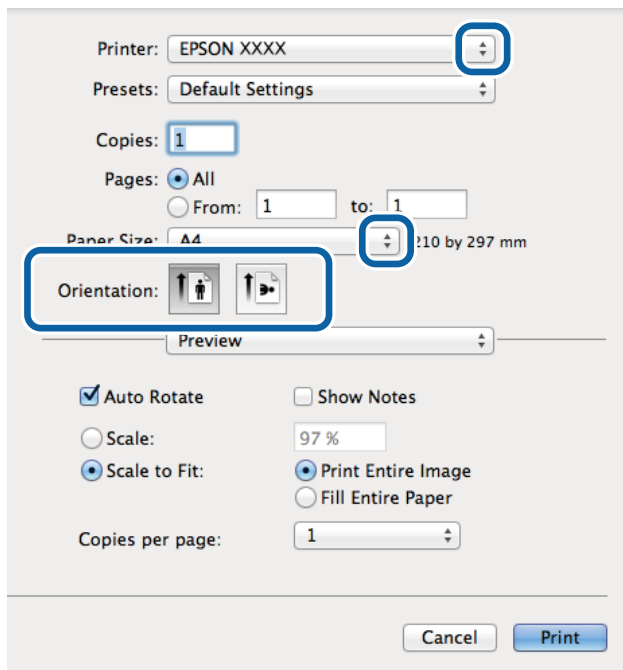 Printer: EPSON XXXX
Presets: Default Settings
Copies: 1
Pages: All
From: 1 to: 1
Paper Size: A4 210 by 297 mm
Orientation:
Preview
Auto Rotate Show Notes
Scale: 97 %
Scale to Fit: Print Entire Image
Fill Entire Paper
Copies per page: 1
Cancel Print